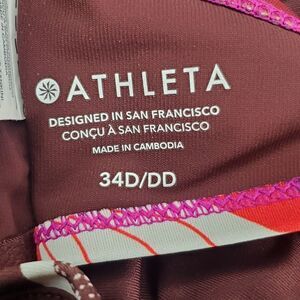 ATHLETA
DESIGNED IN SAN FRANCISCO
CONÇU À SAN FRANCISCO
MADE IN CAMBODIA
34D/DD